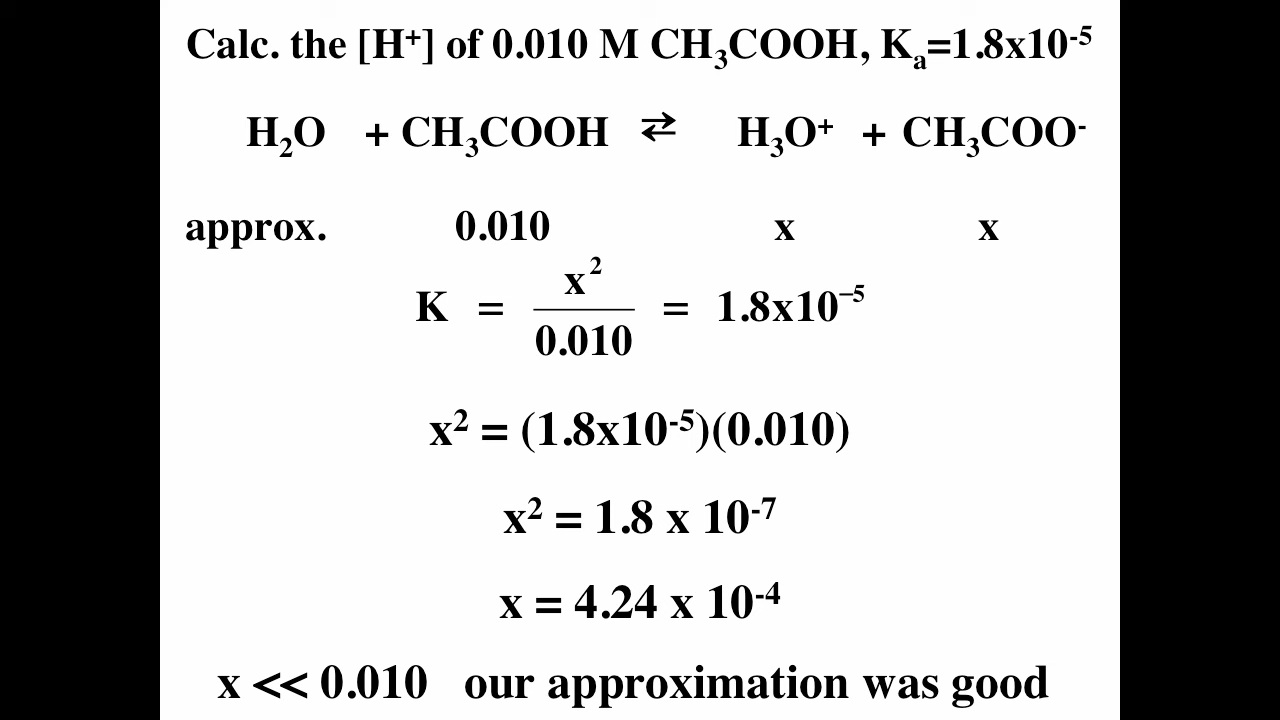 Calc. the [H⁺] of 0.010 M CH₃COOH, Kₐ=1.8x10⁻⁵
H₂O + CH₃COOH ⇄ H₃O⁺ + CH₃COO⁻
approx. 0.010 x x
K = x² / 0.010 = 1.8x10⁻⁵
x² = (1.8x10⁻⁵)(0.010)
x² = 1.8 x 10⁻⁷
x = 4.24 x 10⁻⁴
x << 0.010 our approximation was good